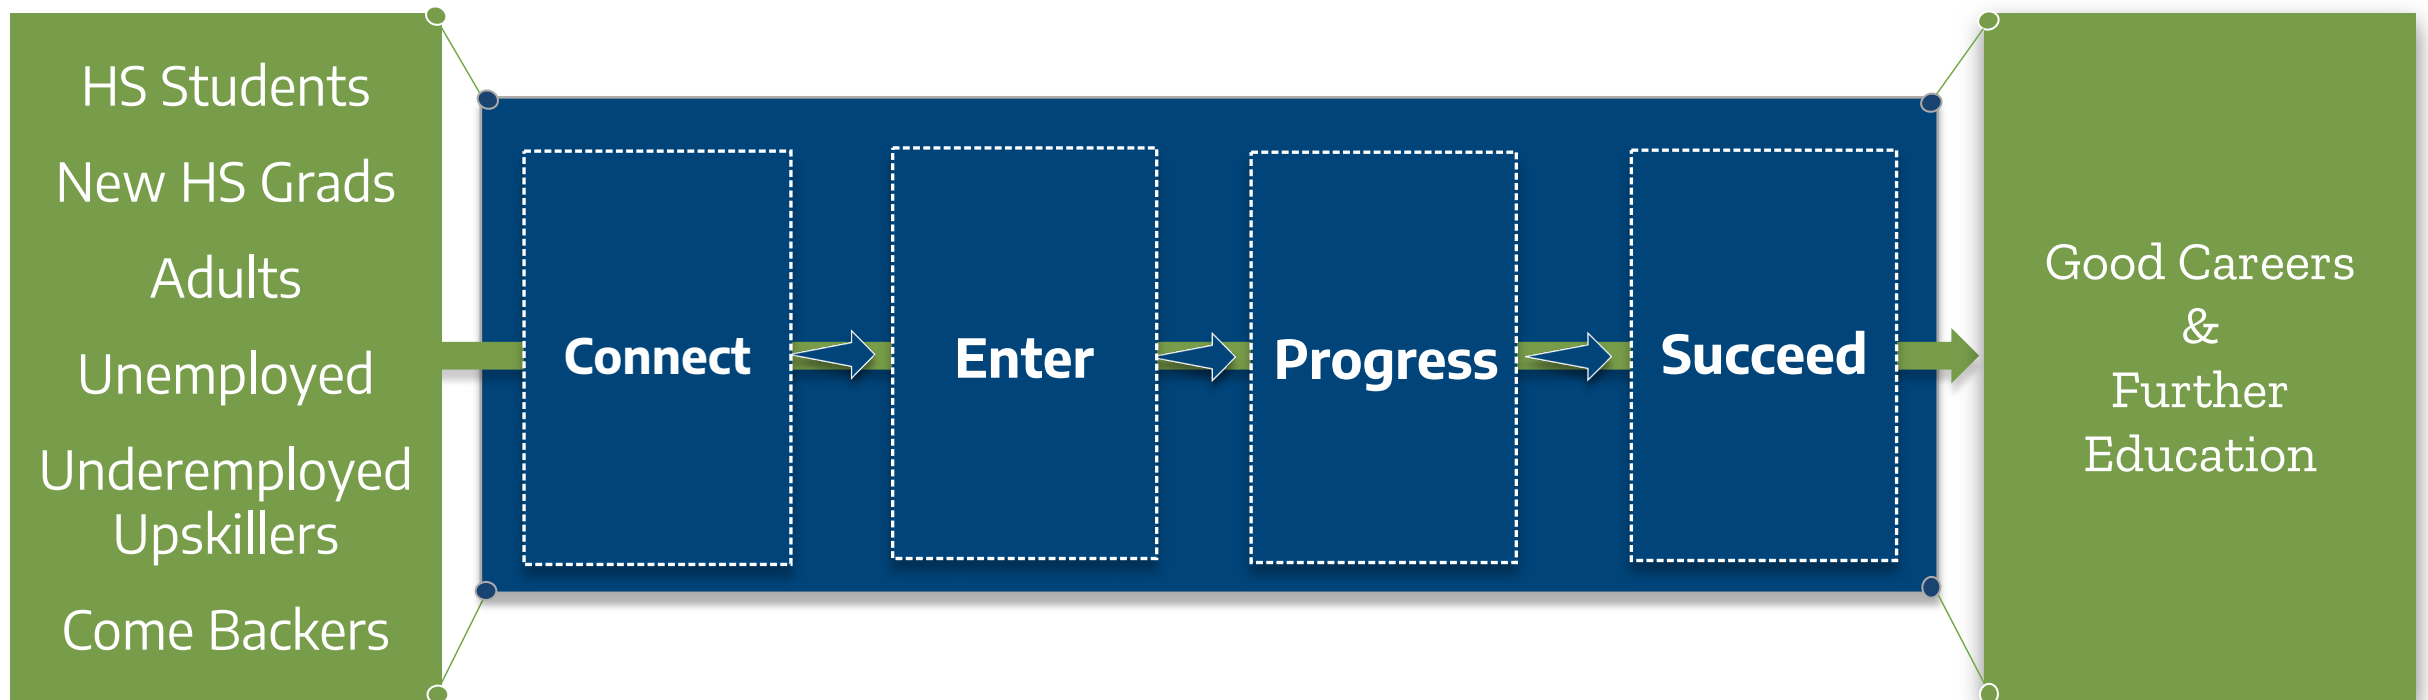 HS Students
New HS Grads
Adults
Unemployed
Underemployed
Upskillers
Come Backers
Connect
Enter
Progress
Succeed
Good Careers
&
Further
Education